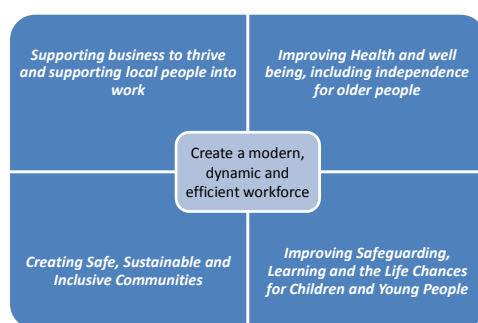 Supporting business to thrive
and supporting local people into
work
Improving Health and well
being, including independence
for older people
Create a modern,
dynamic and
efficient workforce
Creating Safe, Sustainable and
Inclusive Communities
Improving Safeguarding,
Learning and the Life Chances
for Children and Young People